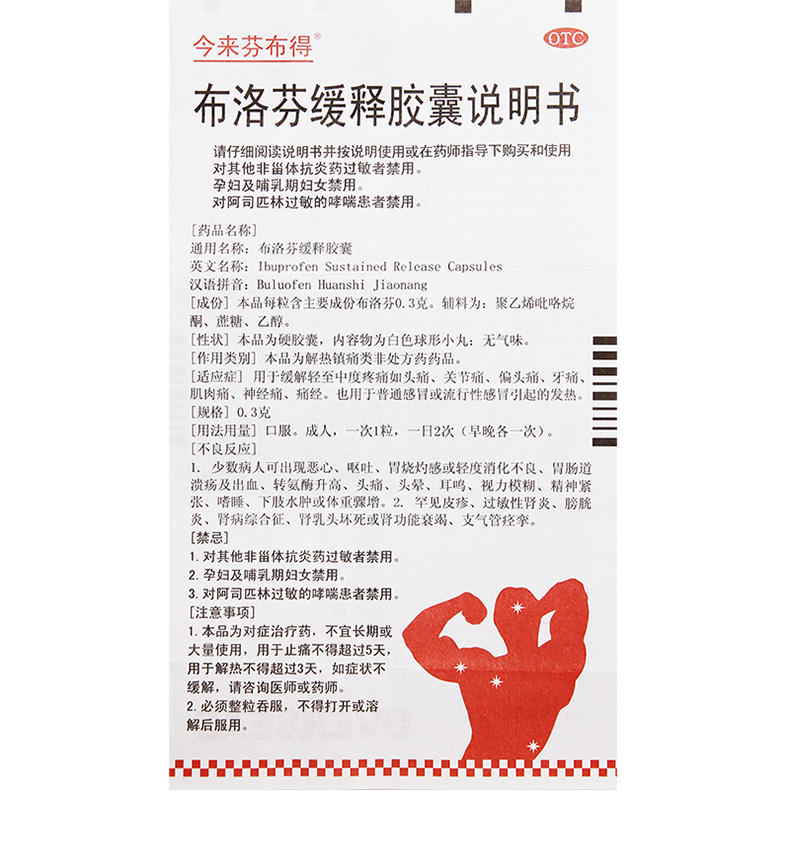 今来芬布得®
OTC
布洛芬缓释胶囊说明书
请仔细阅读说明书并按说明使用或在药师指导下购买和使用
对其他非甾体抗炎药过敏者禁用。
孕妇及哺乳期妇女禁用。
对阿司匹林过敏的哮喘患者禁用。
[药品名称]
通用名称：布洛芬缓释胶囊
英文名称：Ibuprofen Sustained Release Capsules
汉语拼音：Buluofen Huanshi Jiaonang
[成份] 本品每粒含主要成份布洛芬0.3克。辅料为：聚乙烯吡咯烷
酮、蔗糖、乙醇。
[性状] 本品为硬胶囊，内容物为白色球形小丸；无气味。
[作用类别] 本品为解热镇痛类非处方药药品。
[适应症] 用于缓解轻至中度疼痛如头痛、关节痛、偏头痛、牙痛、
肌肉痛、神经痛、痛经。也用于普通感冒或流行性感冒引起的发热。
[规格] 0.3克
[用法用量] 口服。成人，一次1粒，一日2次（早晚各一次）。
[不良反应]
1. 少数病人可出现恶心、呕吐、胃烧灼感或轻度消化不良、胃肠道
溃疡及出血、转氨酶升高、头痛、头晕、耳鸣、视力模糊、精神紧
张、嗜睡、下肢水肿或体重骤增。2. 罕见皮疹、过敏性肾炎、膀胱
炎、肾病综合征、肾乳头坏死或肾功能衰竭、支气管痉挛。
[禁忌]
1.对其他非甾体抗炎药过敏者禁用。
2.孕妇及哺乳期妇女禁用。
3.对阿司匹林过敏的哮喘患者禁用。
[注意事项]
1.本品为对症治疗药，不宜长期或
大量使用，用于止痛不得超过5天，
用于解热不得超过3天，如症状不
缓解，请咨询医师或药师。
2.必须整粒吞服，不得打开或溶
解后服用。